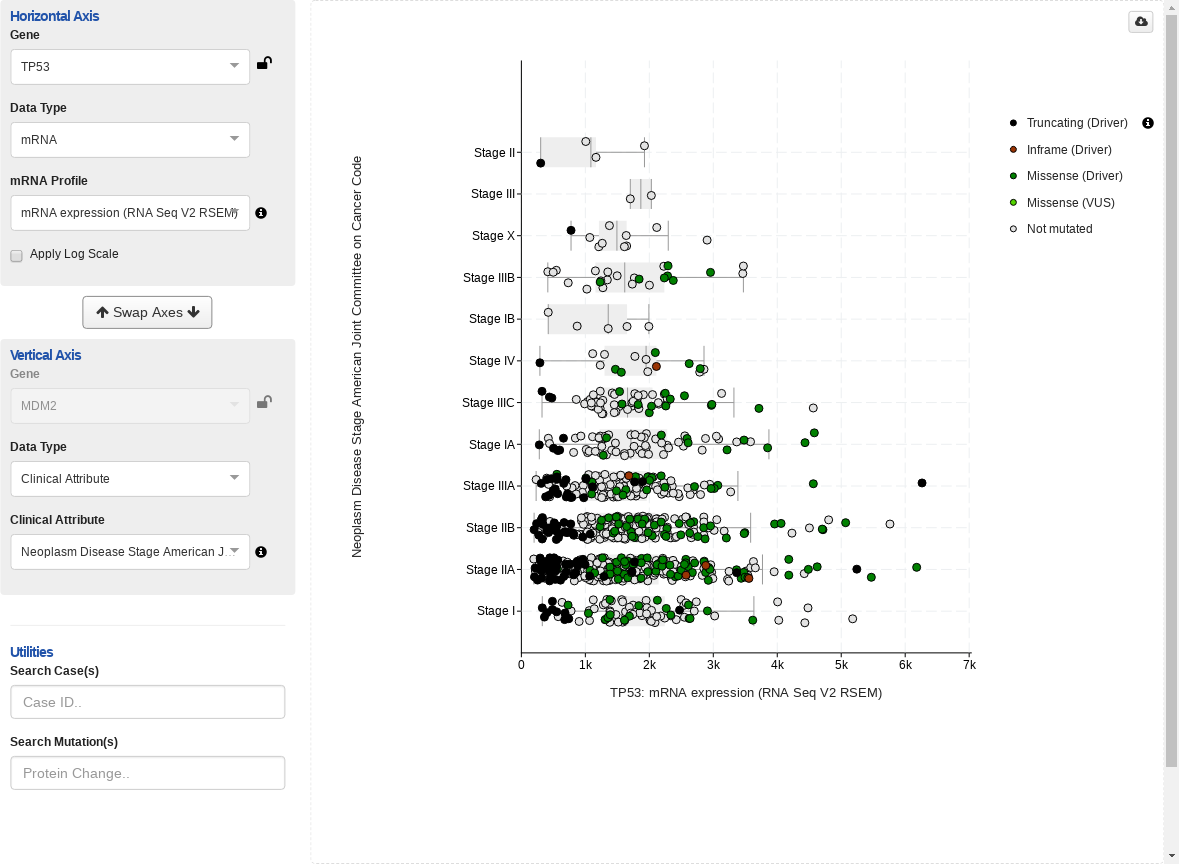 Horizontal Axis
Gene
TP53
Data Type
mRNA
mRNA Profile
mRNA expression (RNA Seq V2 RSEM)
Apply Log Scale
Swap Axes
Vertical Axis
Gene
MDM2
Data Type
Clinical Attribute
Clinical Attribute
Neoplasm Disease Stage American J...
Utilities
Search Case(s)
Case ID..
Search Mutation(s)
Protein Change..
Neoplasm Disease Stage American Joint Committee on Cancer Code
Stage II
Stage III
Stage X
Stage IIIB
Stage IB
Stage IV
Stage IIIC
Stage IA
Stage IIIA
Stage IIB
Stage IIA
Stage I
0 1k 2k 3k 4k 5k 6k 7k
TP53: mRNA expression (RNA Seq V2 RSEM)
Truncating (Driver)
Inframe (Driver)
Missense (Driver)
Missense (VUS)
Not mutated